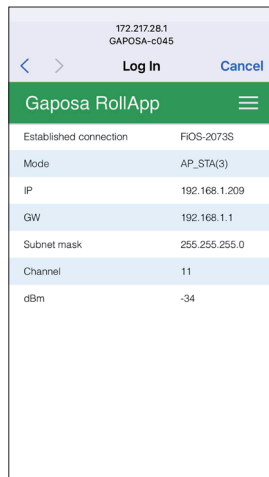 172.217.28.1
GAPOSA-c045
Log In Cancel
Gaposa RollApp
Established connection FiOS-2073S
Mode AP_STA(3)
IP 192.168.1.209
GW 192.168.1.1
Subnet mask 255.255.255.0
Channel 11
dBm -34